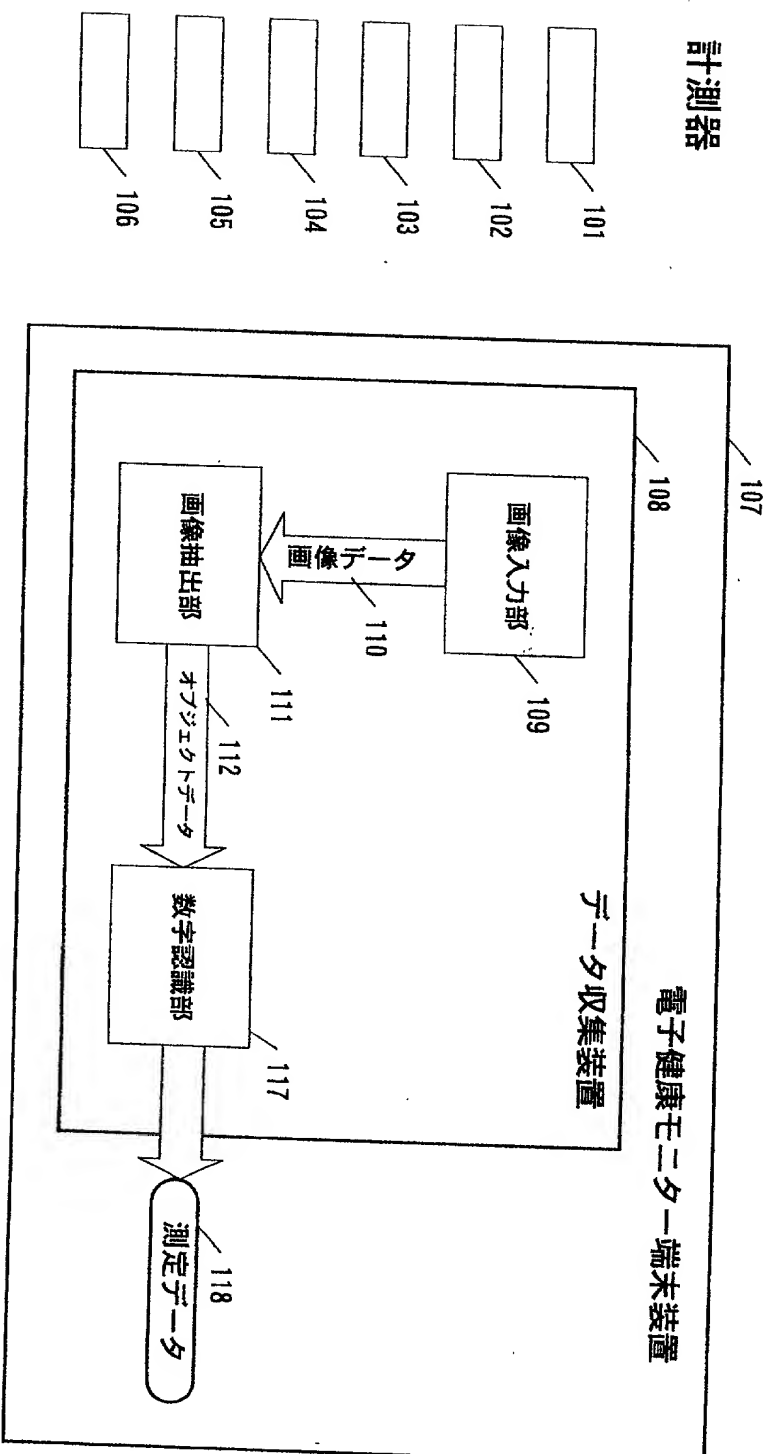 計測器
101
102
103
104
105
106
107
電子健康モニター端末装置
108
データ収集装置
画像入力部
109
画像データ
110
画像抽出部
111
オブジェクトデータ
112
数字認識部
117
測定データ
118